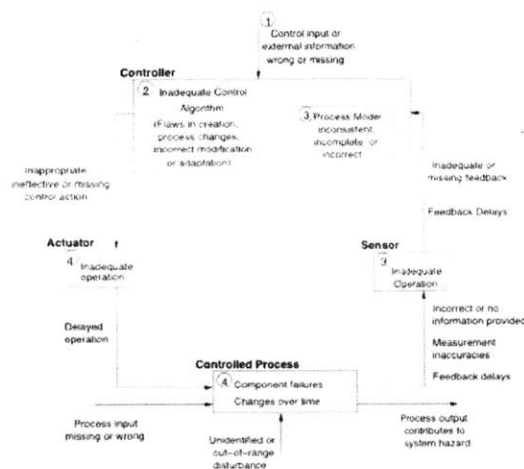 1
Control input or
external information
wrong or missing
Controller
2 Inadequate Control
Algorithm
(Flaws in creation,
process changes,
incorrect modification
or adaptation)
3 Process Model
inconsistent,
incomplete, or
incorrect
Inappropriate
ineffective or missing
control action
Inadequate or
missing feedback
Feedback Delays
Actuator
4
Inadequate
operation
Sensor
3
Inadequate
Operation
Delayed
operation
Incorrect or no
information provided
Measurement
inaccuracies
Feedback delays
Controlled Process
4 Component failures
Changes over time
Process input
missing or wrong
Unidentified or
out-of-range
disturbance
Process output
contributes to
system hazard